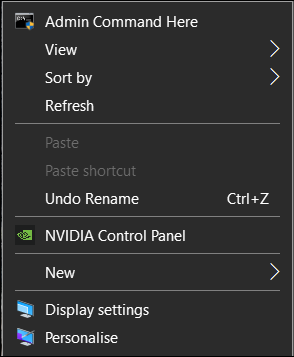 Admin Command Here
View
Sort by
Refresh
Paste
Paste shortcut
Undo Rename Ctrl+Z
NVIDIA Control Panel
New
Display settings
Personalise